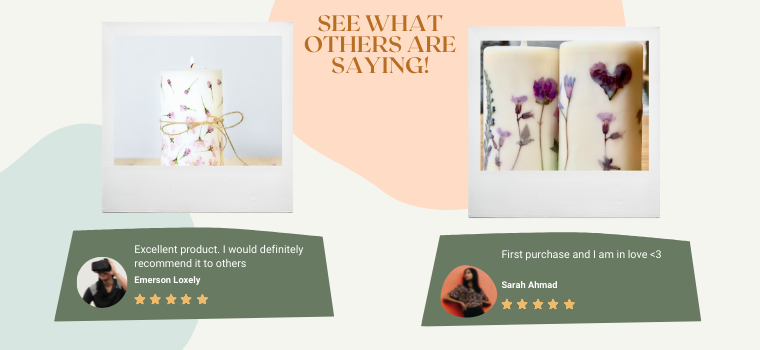 SEE WHAT
OTHERS ARE
SAYING!
Excellent product. I would definitely
recommend it to others
Emerson Loxely
First purchase and I am in love <3
Sarah Ahmad